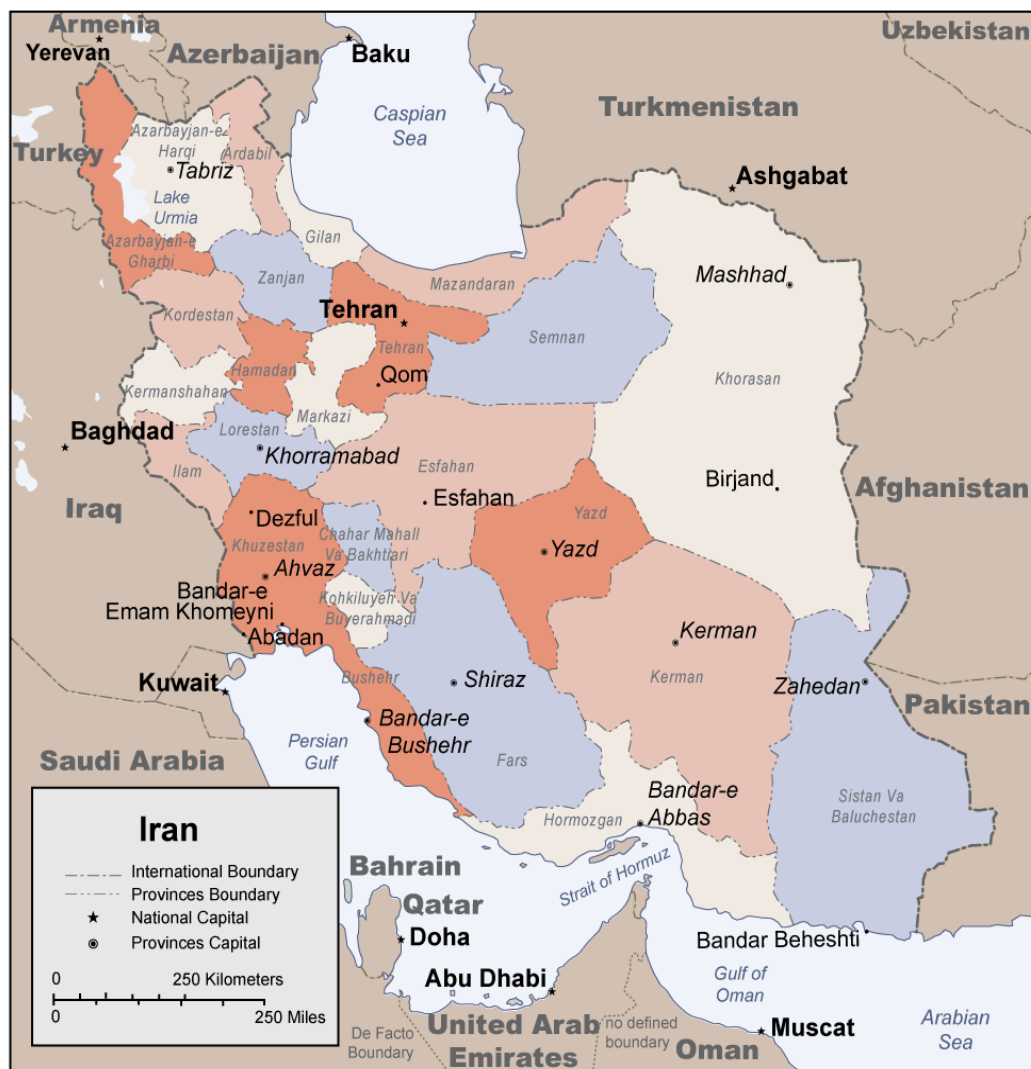 Armenia
Yerevan
Azerbaijan
Baku
Uzbekistan
Caspian
Sea
Turkmenistan
Turkey
Azarbayjan-e-
Harqi
Ardabil
Tabriz
Ashgabat
Lake
Urmia
Azarbayjan-e
Gharbi
Gilan
Zanjan
Mazandaran
Mashhad
Kordestan
Tehran
Tehran
Semnan
Hamadan
Qom
Khorasan
Kermanshahan
Markazi
Baghdad
Lorestan
Khorramabad
Ilam
Esfahan
Esfahan
Birjand
Afghanistan
Iraq
Dezful
Khuzestan
Chahar Mahall
Va Bakhtiari
Yazd
Yazd
Ahvaz
Bandar-e
Emam Khomeyni
Kohkiluyeh Va
Buyerahmadi
Abadan
Kerman
Kerman
Kuwait
Bushehr
Shiraz
Zahedan
Pakistan
Bandar-e
Bushehr
Persian
Gulf
Saudi Arabia
Fars
Bandar-e
Abbas
Sistan Va
Baluchestan
Hormozgan
Strait of Hormuz
Bahrain
Qatar
Doha
Abu Dhabi
Bandar Beheshti
Gulf of
Oman
De Facto
Boundary
United Arab
Emirates
no defined
boundary
Oman
Muscat
Arabian
Sea
Iran
International Boundary
Provinces Boundary
National Capital
Provinces Capital
0 250 Kilometers
0 250 Miles